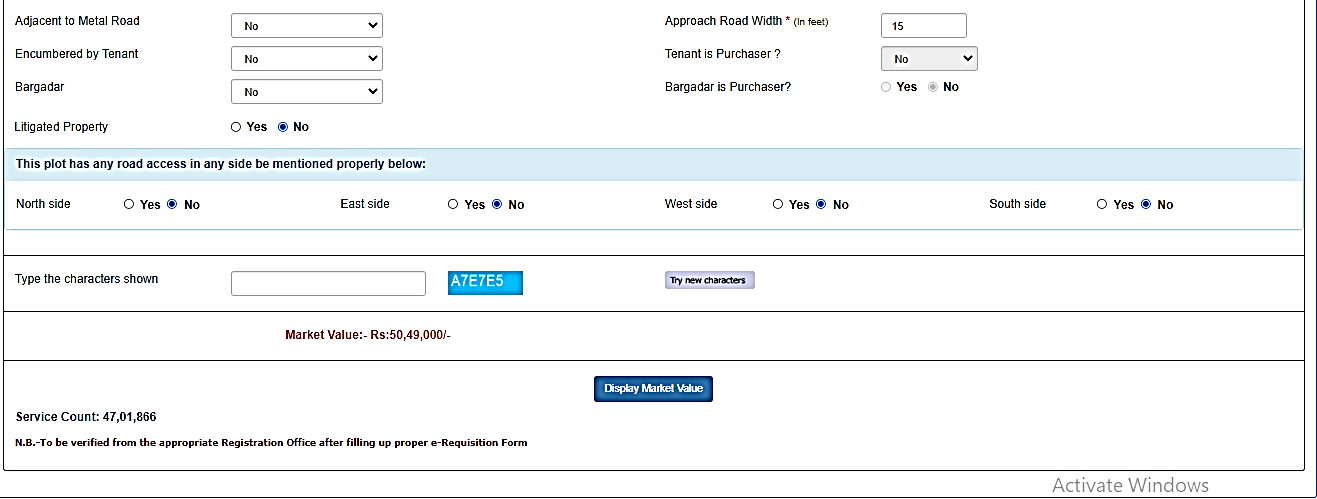 Adjacent to Metal Road No Approach Road Width * (In feet) 15
Encumbered by Tenant No Tenant is Purchaser ? No
Bargadar No Bargadar is Purchaser? Yes No
Litigated Property Yes No
This plot has any road access in any side be mentioned properly below:
North side Yes No East side Yes No West side Yes No South side Yes No
Type the characters shown A7E7E5 Try new characters
Market Value:- Rs:50,49,000/-
Display Market Value
Service Count: 47,01,866
N.B.-To be verified from the appropriate Registration Office after filling up proper e-Requisition Form
Activate Windows